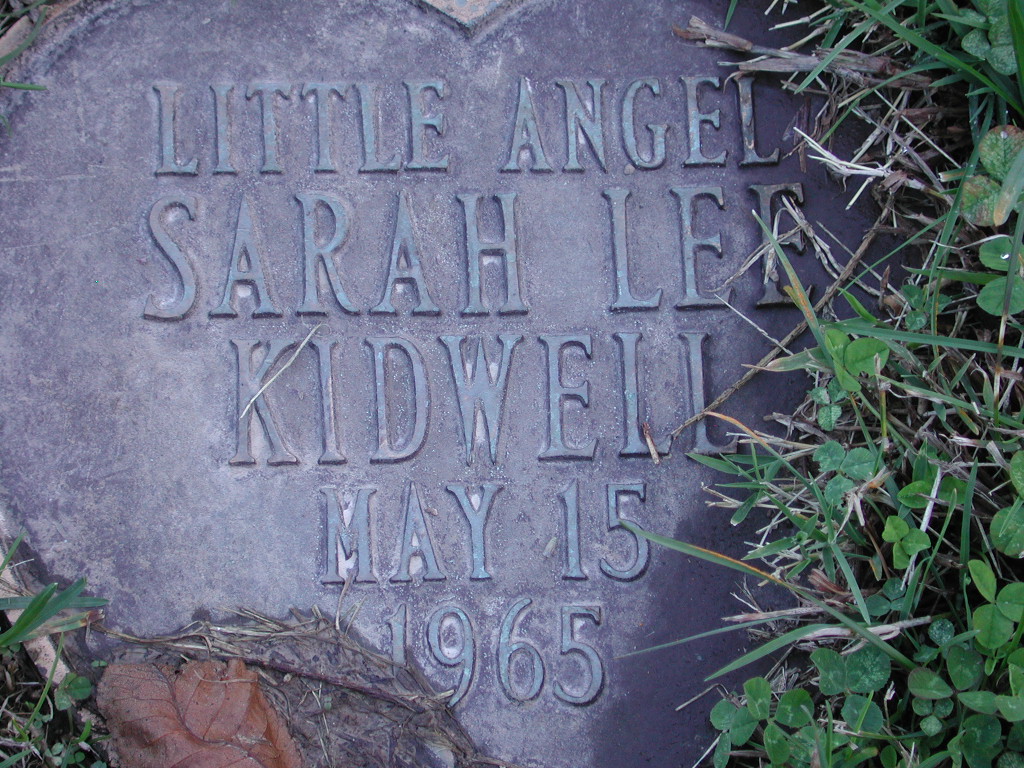 LITTLE ANGEL
SARAH LEE
KIDWELL
MAY 15
1965